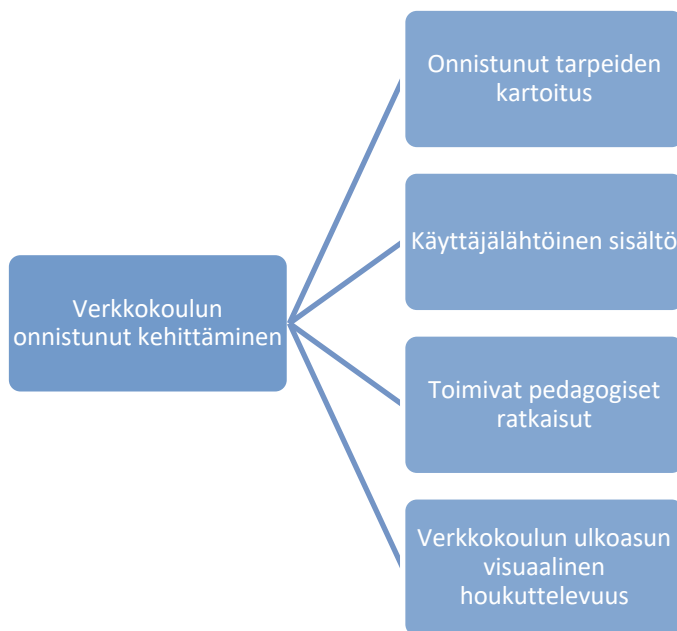 Onnistunut tarpeiden
kartoitus
Käyttäjälähtöinen sisältö
Verkkokoulun
onnistunut kehittäminen
Toimivat pedagogiset
ratkaisut
Verkkokoulun ulkoasun
visuaalinen
houkuttelevuus